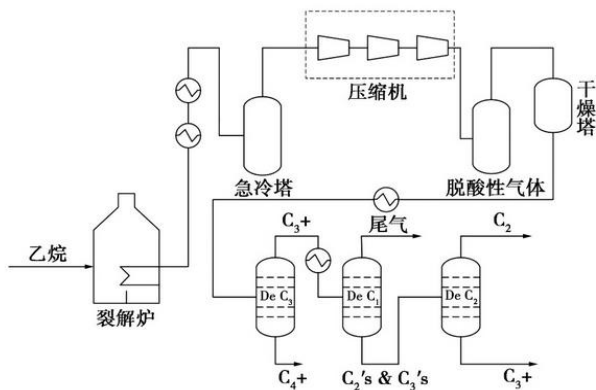 压缩机
干燥塔
急冷塔
脱酸性气体
乙烷
裂解炉
C₃+
尾气
C₂
De C₃
De C₁
De C₂
C₄+
C₂'s & C₃'s
C₃+